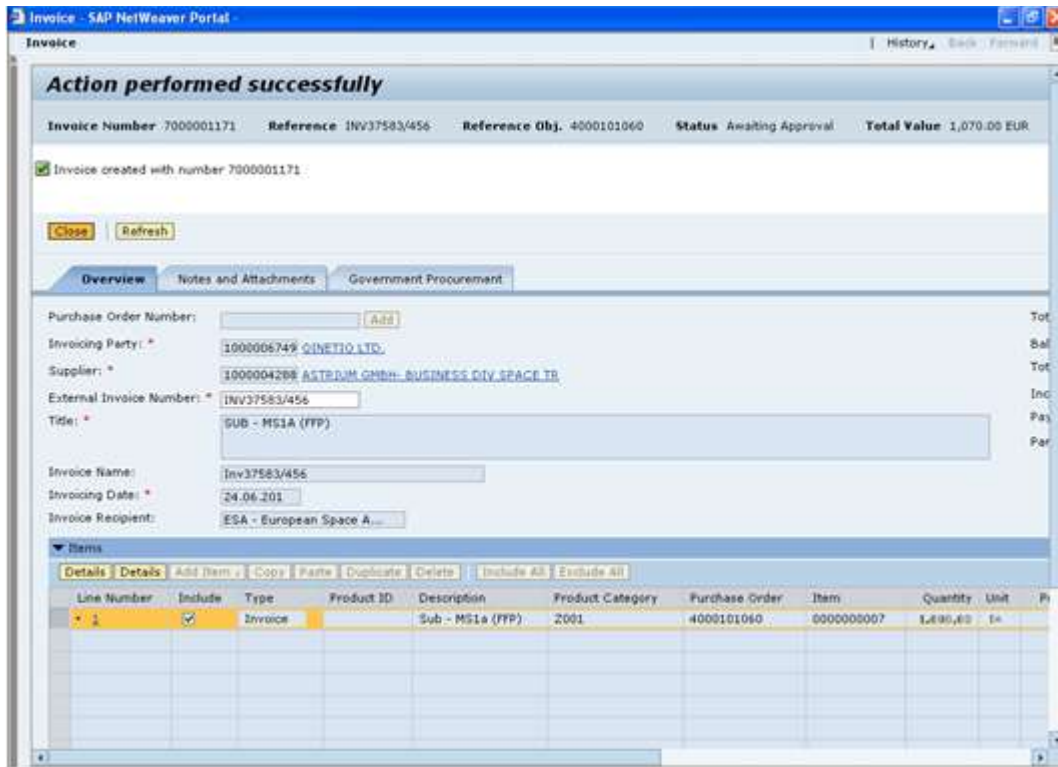 Invoice - SAP NetWeaver Portal -
Invoice
History Back Forward
Action performed successfully
Invoice Number 7000001171 Reference INV37583/456 Reference Obj. 4000101060 Status Awaiting Approval Total Value 1,070.00 EUR
Invoice created with number 7000001171
Close Refresh
Overview Notes and Attachments Government Procurement
Purchase Order Number: Add
Tot
Invoicing Party: * 1000006749 QINETIQ LTD.
Bal
Supplier: * 1000004288 ASTRIUM GMBH- BUSINESS DIV SPACE TR
Tot
External Invoice Number: * INV37583/456
Inc
Title: * SUB - MS1A (FFP)
Pay
Par
Invoice Name: Inv37583/456
Invoicing Date: * 24.06.201
Invoice Recipient: ESA - European Space A...
Items
Details Details Add Item Copy Paste Duplicate Delete Include All Exclude All
Line Number Include Type Product ID Description Product Category Purchase Order Item Quantity Unit
1 Invoice Sub - MS1a (FFP) Z001 4000101060 0000000007